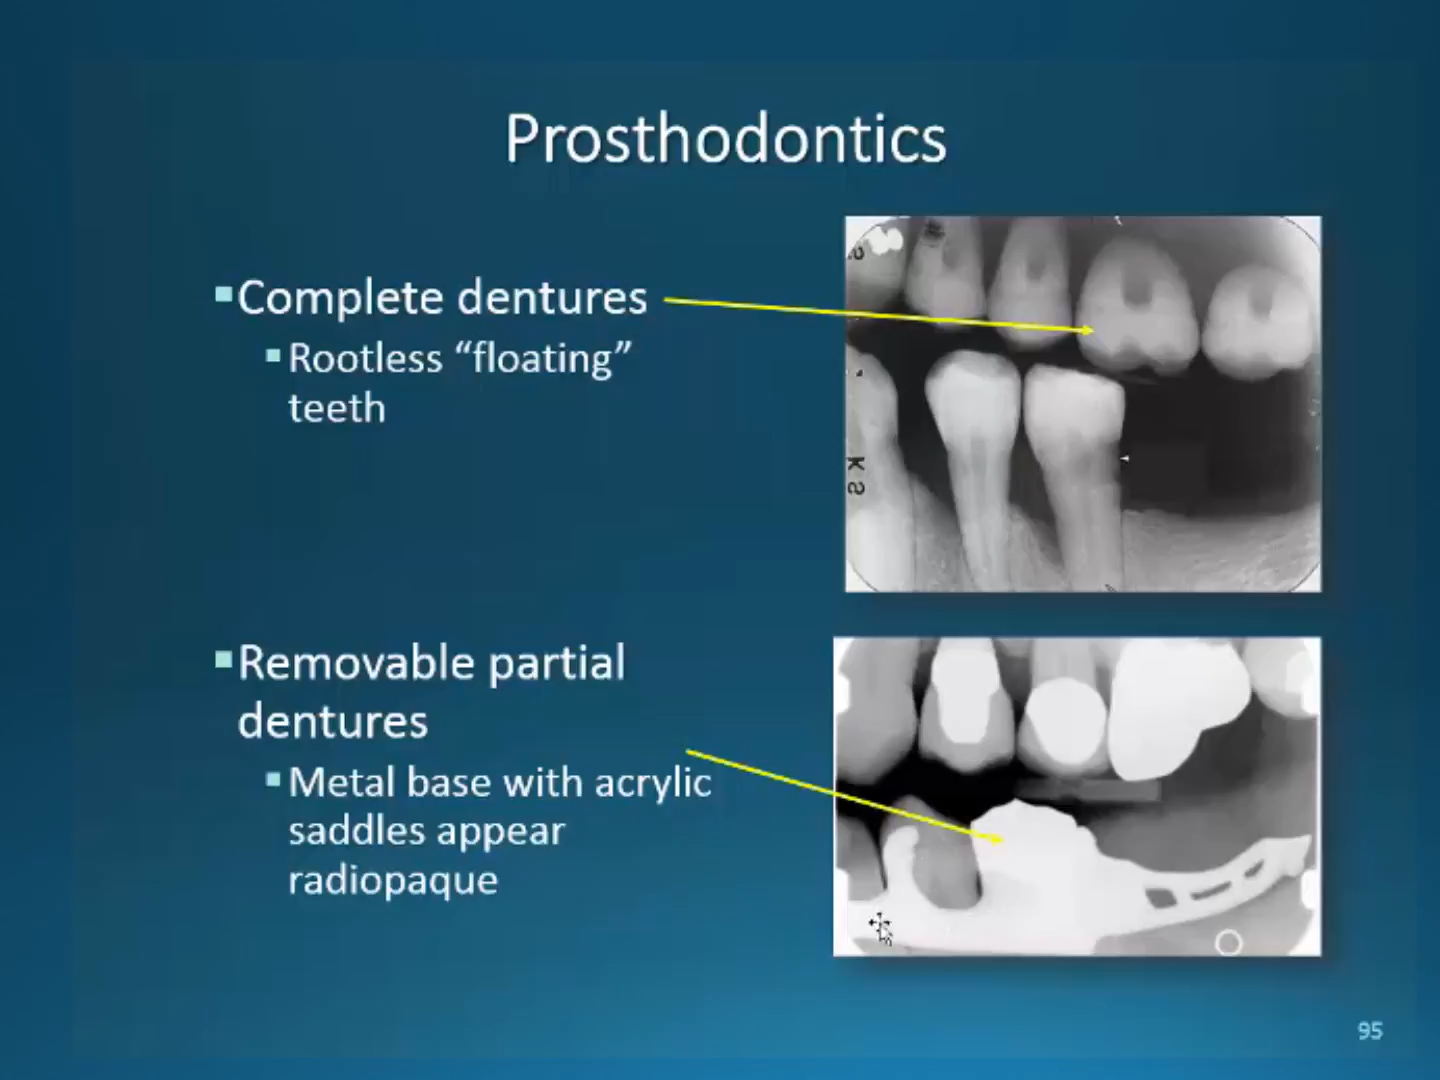 Prosthodontics
▪Complete dentures
▪Rootless “floating”
teeth
▪Removable partial
dentures
▪Metal base with acrylic
saddles appear
radiopaque
95